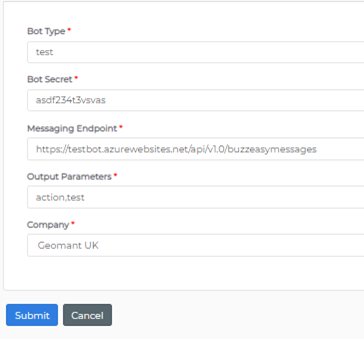 Bot Type *
test
Bot Secret *
asdf234t3vsvas
Messaging Endpoint *
https://testbot.azurewebsites.net/api/v1.0/buzzeasymessages
Output Parameters *
action,test
Company *
Geomant UK
Submit Cancel